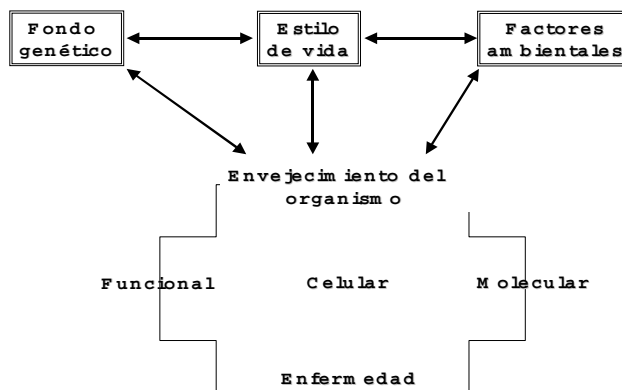 Fondo
genético
Estilo
de vida
Factores
ambientales
Envejecimiento del
organismo
Funcional
Celular
Molecular
Enfermedad